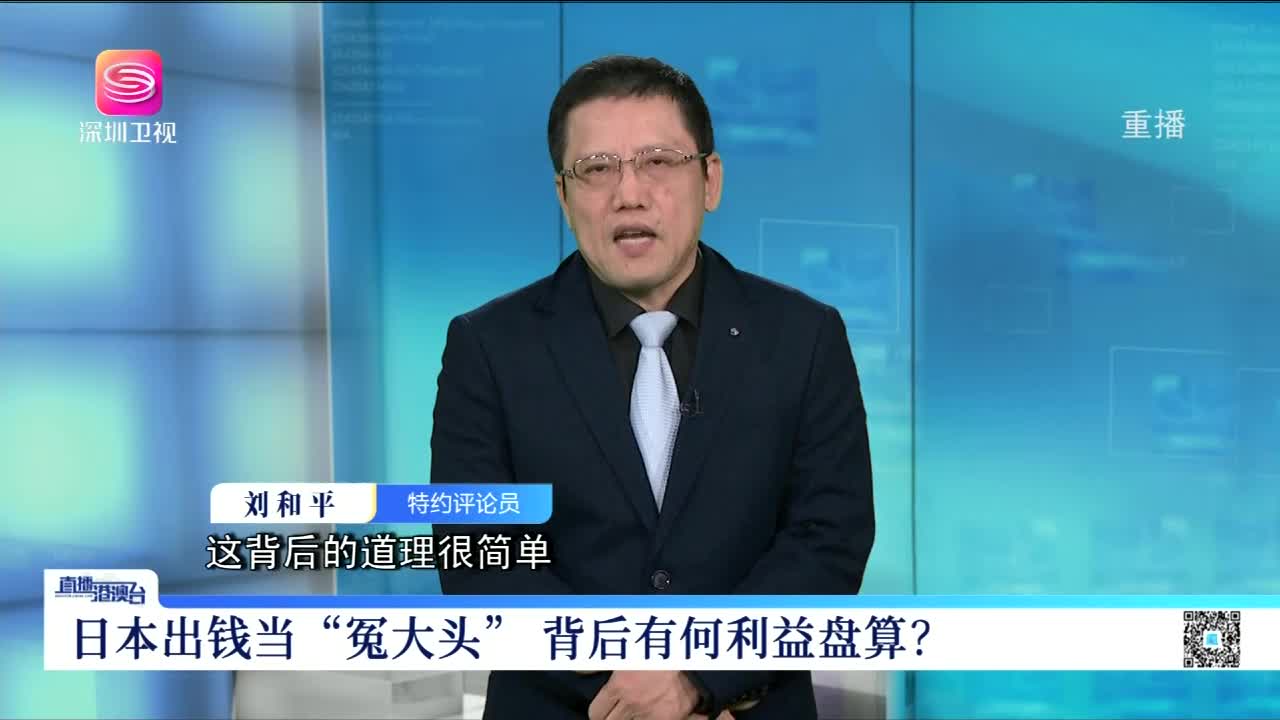 深圳卫视
重播
刘和平
特约评论员
这背后的道理很简单
直播港澳台
日本出钱当“冤大头” 背后有何利益盘算？